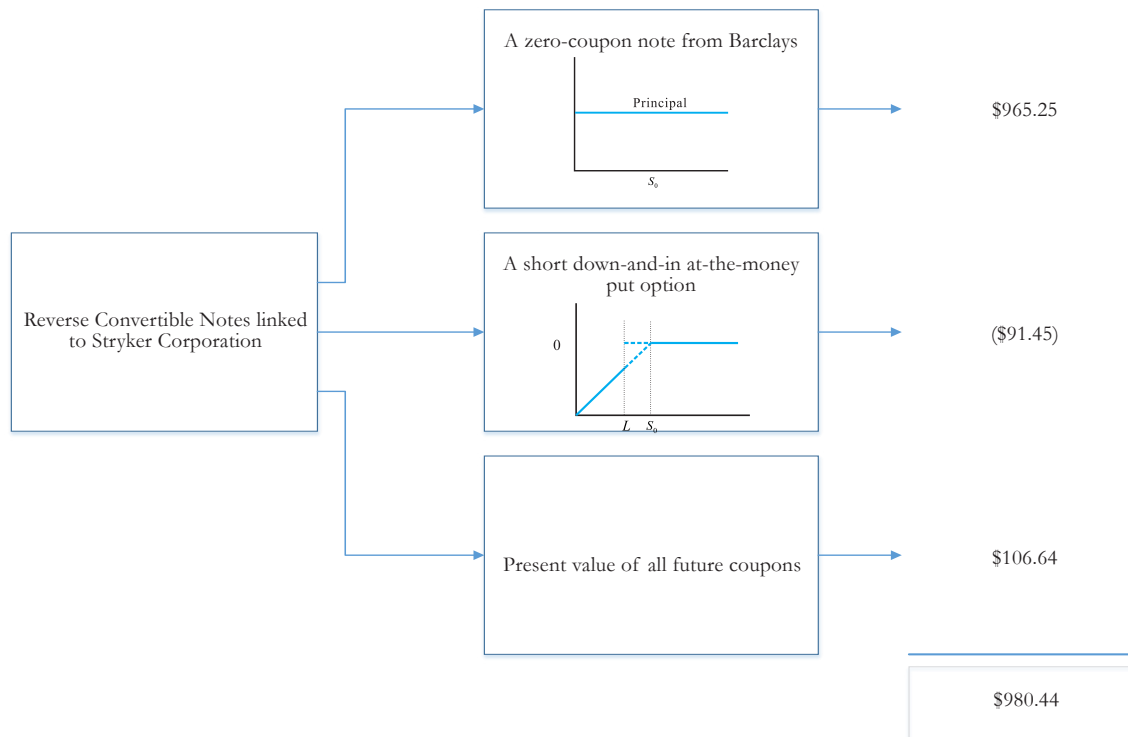 A zero-coupon note from Barclays
Principal
S₀
$965.25
Reverse Convertible Notes linked
to Stryker Corporation
A short down-and-in at-the-money
put option
0
L S₀
($91.45)
Present value of all future coupons
$106.64
$980.44